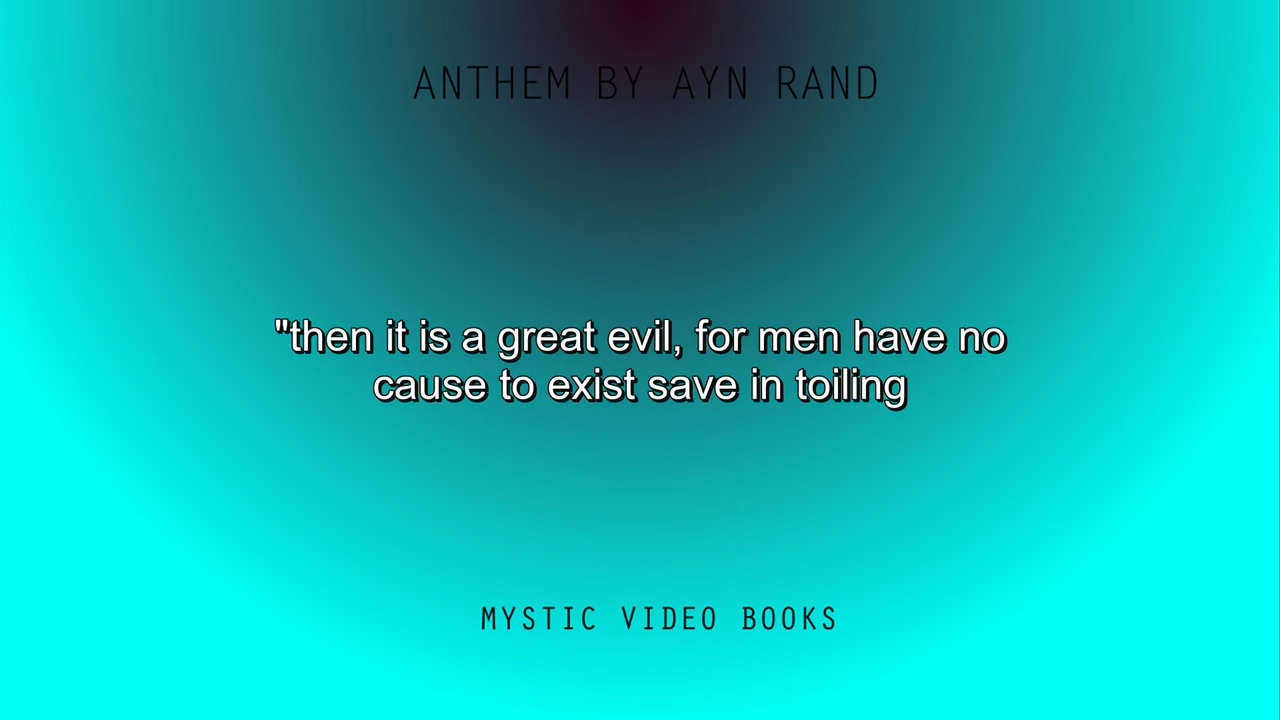 ANTHEM BY AYN RAND
"then it is a great evil, for men have no
cause to exist save in toiling
MYSTIC VIDEO BOOKS